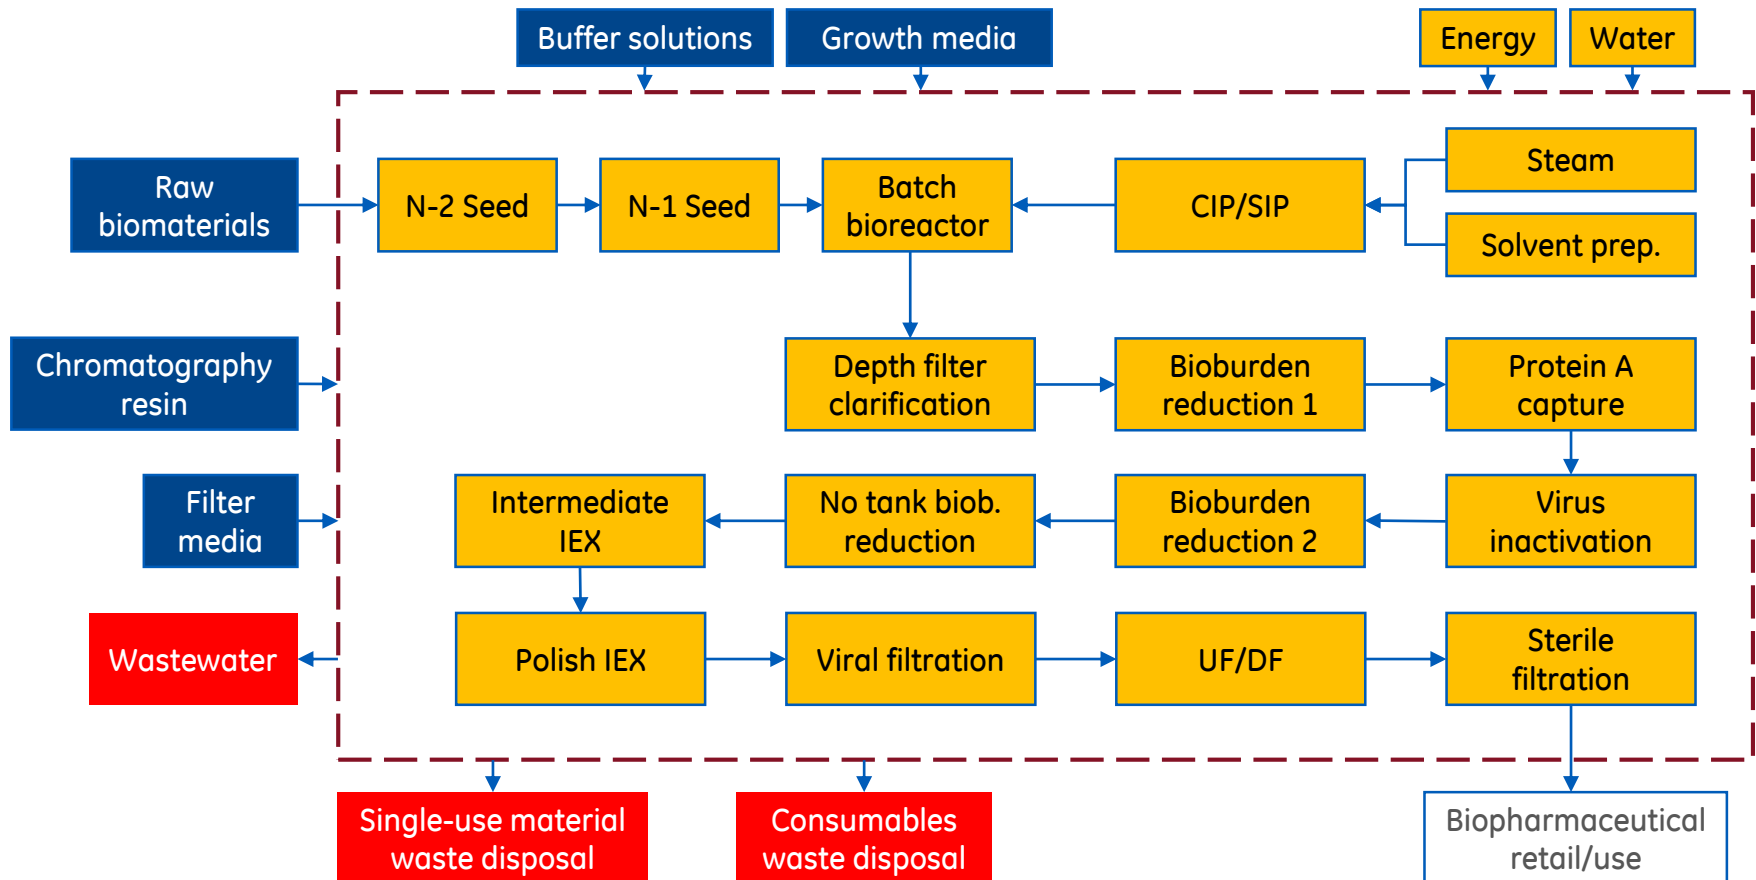 Buffer solutions
Growth media
Energy
Water
Raw
biomaterials
N-2 Seed
N-1 Seed
Batch
bioreactor
CIP/SIP
Steam
Solvent prep.
Chromatography
resin
Depth filter
clarification
Bioburden
reduction 1
Protein A
capture
Filter
media
Intermediate
IEX
No tank biob.
reduction
Bioburden
reduction 2
Virus
inactivation
Wastewater
Polish IEX
Viral filtration
UF/DF
Sterile
filtration
Single-use material
waste disposal
Consumables
waste disposal
Biopharmaceutical
retail/use